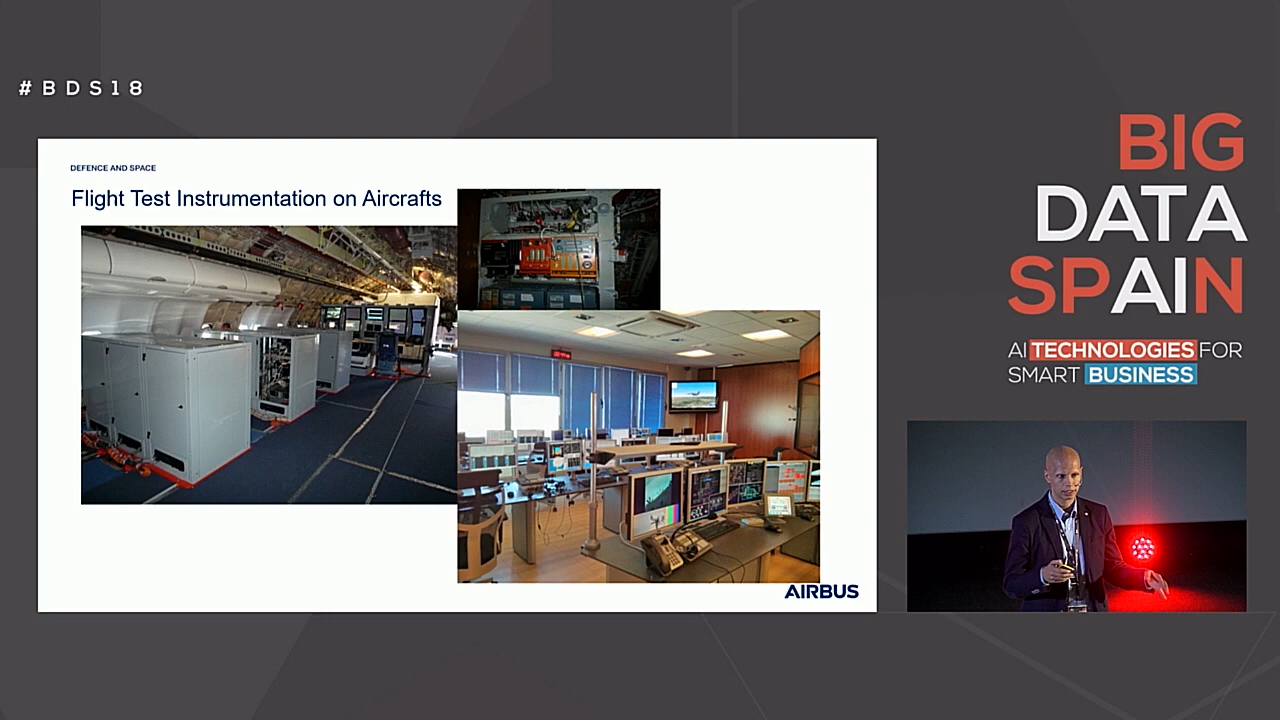 #BDS18
DEFENCE AND SPACE
Flight Test Instrumentation on Aircrafts
AIRBUS
BIG
DATA
SPAIN
AI TECHNOLOGIES FOR
SMART BUSINESS